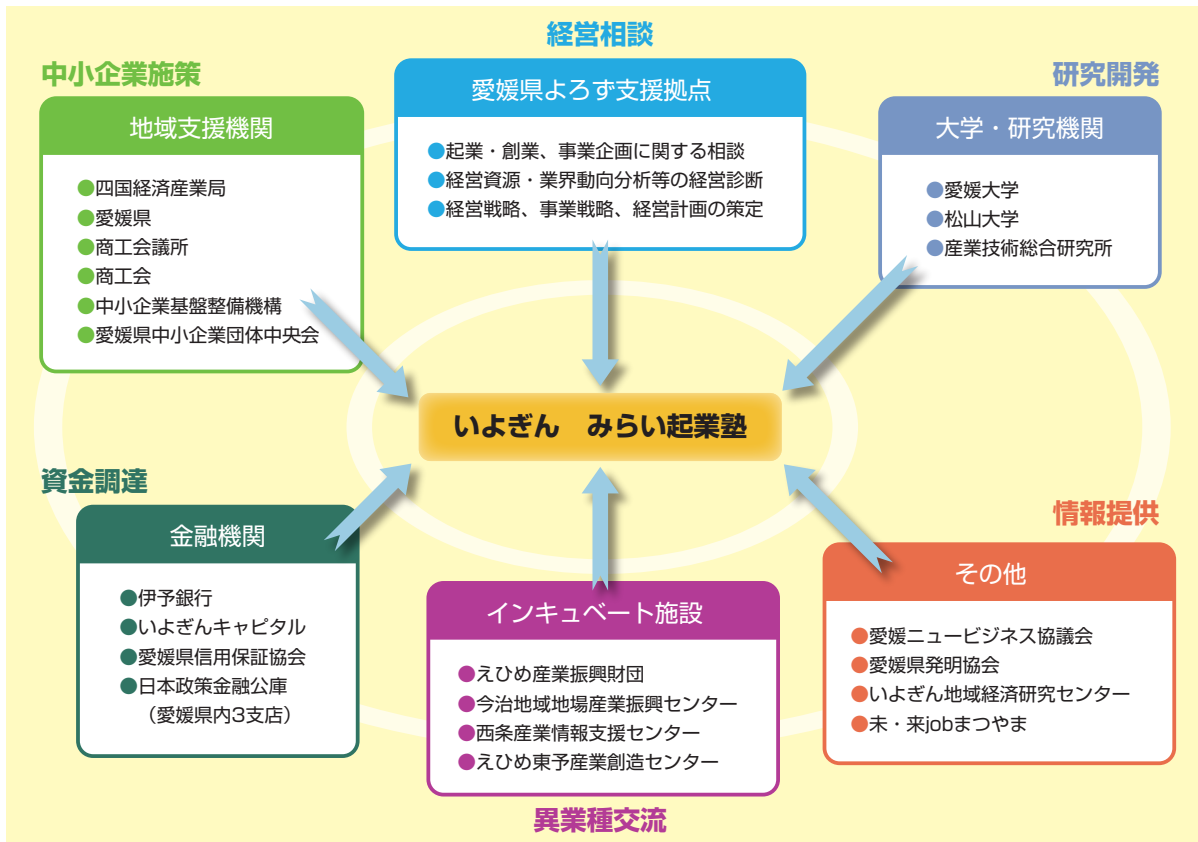 経営相談
愛媛県よろず支援拠点
●起業・創業、事業企画に関する相談
●経営資源・業界動向分析等の経営診断
●経営戦略、事業戦略、経営計画の策定
中小企業施策
地域支援機関
●四国経済産業局
●愛媛県
●商工会議所
●商工会
●中小企業基盤整備機構
●愛媛県中小企業団体中央会
研究開発
大学・研究機関
●愛媛大学
●松山大学
●産業技術総合研究所
いよぎん　みらい起業塾
資金調達
金融機関
●伊予銀行
●いよぎんキャピタル
●愛媛県信用保証協会
●日本政策金融公庫
（愛媛県内3支店）
インキュベート施設
●えひめ産業振興財団
●今治地域地場産業振興センター
●西条産業情報支援センター
●えひめ東予産業創造センター
異業種交流
情報提供
その他
●愛媛ニュービジネス協議会
●愛媛県発明協会
●いよぎん地域経済研究センター
●未・来jobまつやま